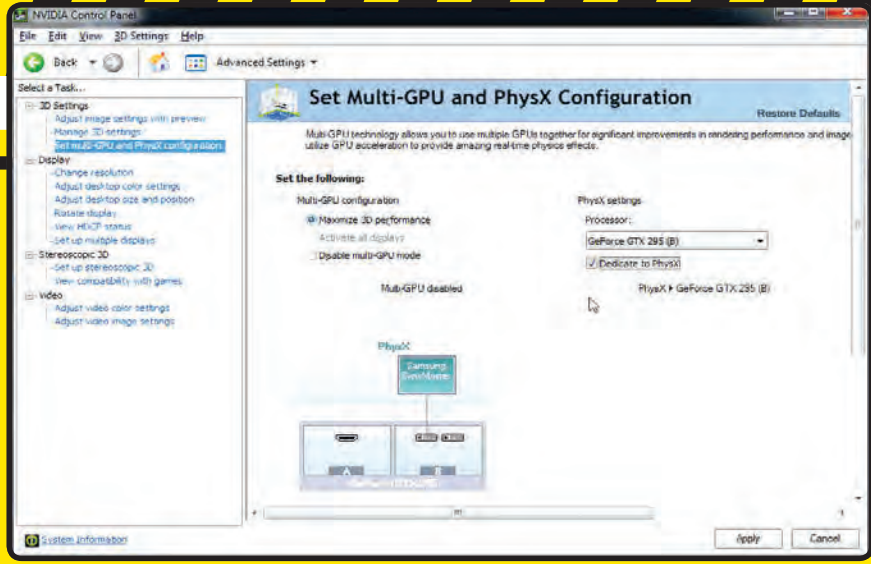 NVIDIA Control Panel
File Edit View 3D Settings Help
Back Advanced Settings
Select a Task...
3D Settings
Adjust image settings with preview
Manage 3D settings
Set multi-GPU and PhysX configuration
Display
Change resolution
Adjust desktop color settings
Adjust desktop size and position
Rotate display
View HDCP status
Set up multiple displays
Stereoscopic 3D
Set up stereoscopic 3D
View compatibility with games
Video
Adjust video color settings
Adjust video image settings
System Information
Set Multi-GPU and PhysX Configuration
Restore Defaults
Multi-GPU technology allows you to use multiple GPUs together for significant improvements in rendering performance and image
utilize GPU acceleration to provide amazing real-time physics effects.
Set the following:
Multi-GPU configuration
Maximize 3D performance
Activate all displays
Disable multi-GPU mode
Multi-GPU disabled
PhysX settings
Processor:
GeForce GTX 295 (B)
Dedicate to PhysX
PhysX GeForce GTX 295 (B)
PhysX
Samsung
SyncMaster
A B
Apply Cancel